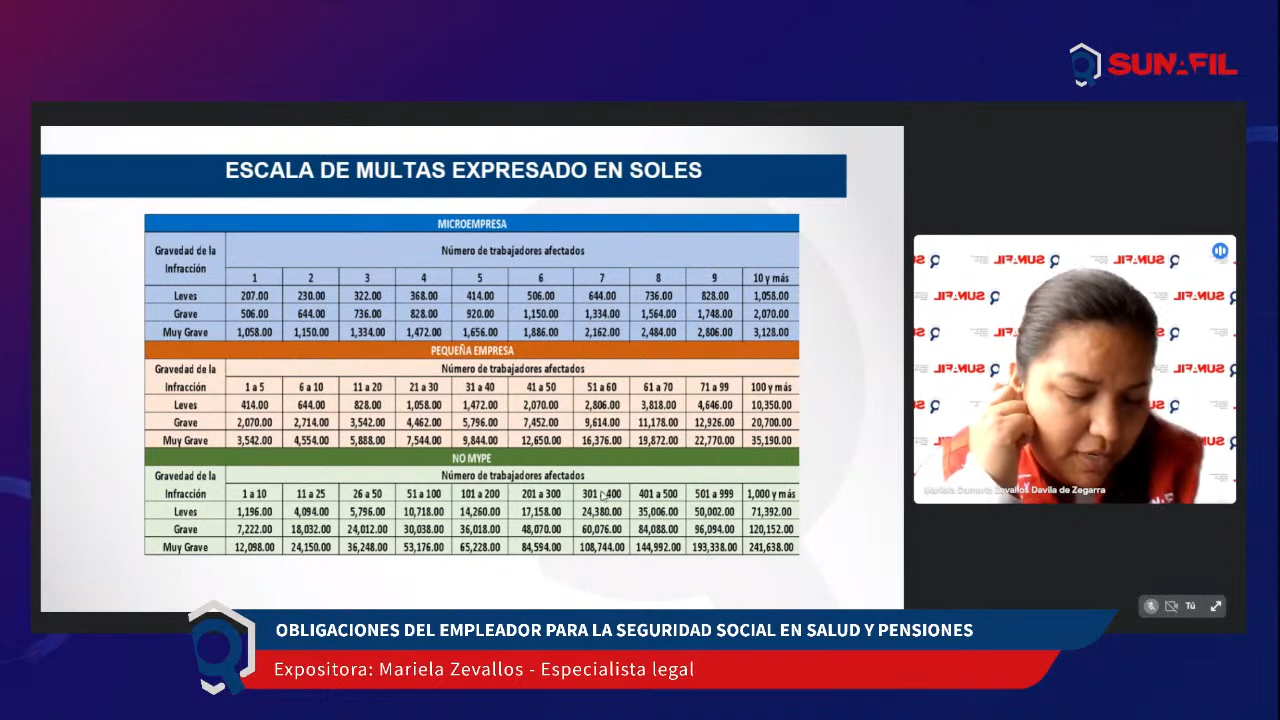 SUNAFIL
ESCALA DE MULTAS EXPRESADO EN SOLES
MICROEMPRESA
Gravedad de la Infracción Número de trabajadores afectados
1 2 3 4 5 6 7 8 9 10 y más
Leves 207.00 230.00 322.00 368.00 414.00 506.00 644.00 736.00 828.00 1,058.00
Grave 506.00 644.00 736.00 828.00 920.00 1,150.00 1,334.00 1,564.00 1,748.00 2,070.00
Muy Grave 1,058.00 1,150.00 1,334.00 1,472.00 1,656.00 1,886.00 2,162.00 2,484.00 2,806.00 3,128.00
PEQUEÑA EMPRESA
Gravedad de la Infracción Número de trabajadores afectados
1 a 5 6 a 10 11 a 20 21 a 30 31 a 40 41 a 50 51 a 60 61 a 70 71 a 99 100 y más
Leves 414.00 644.00 828.00 1,058.00 1,472.00 2,070.00 2,806.00 3,818.00 4,646.00 10,350.00
Grave 2,070.00 2,714.00 3,542.00 4,462.00 5,796.00 7,452.00 9,614.00 11,178.00 12,926.00 20,700.00
Muy Grave 3,542.00 4,554.00 5,888.00 7,544.00 9,844.00 12,650.00 16,376.00 19,872.00 22,770.00 35,190.00
NO MYPE
Gravedad de la Infracción Número de trabajadores afectados
1 a 10 11 a 25 26 a 50 51 a 100 101 a 200 201 a 300 301 a 400 401 a 500 501 a 999 1,000 y más
Leves 1,196.00 4,094.00 5,796.00 10,718.00 14,260.00 17,158.00 24,380.00 35,006.00 50,002.00 71,392.00
Grave 7,222.00 18,032.00 24,012.00 30,038.00 36,018.00 48,070.00 60,076.00 84,088.00 96,094.00 120,152.00
Muy Grave 12,098.00 24,150.00 36,248.00 53,176.00 65,228.00 84,594.00 108,744.00 144,992.00 193,338.00 241,638.00
SUNAFIL SUNAFIL
SUNAFIL
SUNAFIL
SUNAFIL
SUNAFIL
Mariela Damaris Zevallos Davila de Zegarra
Tú
OBLIGACIONES DEL EMPLEADOR PARA LA SEGURIDAD SOCIAL EN SALUD Y PENSIONES
Expositora: Mariela Zevallos - Especialista legal